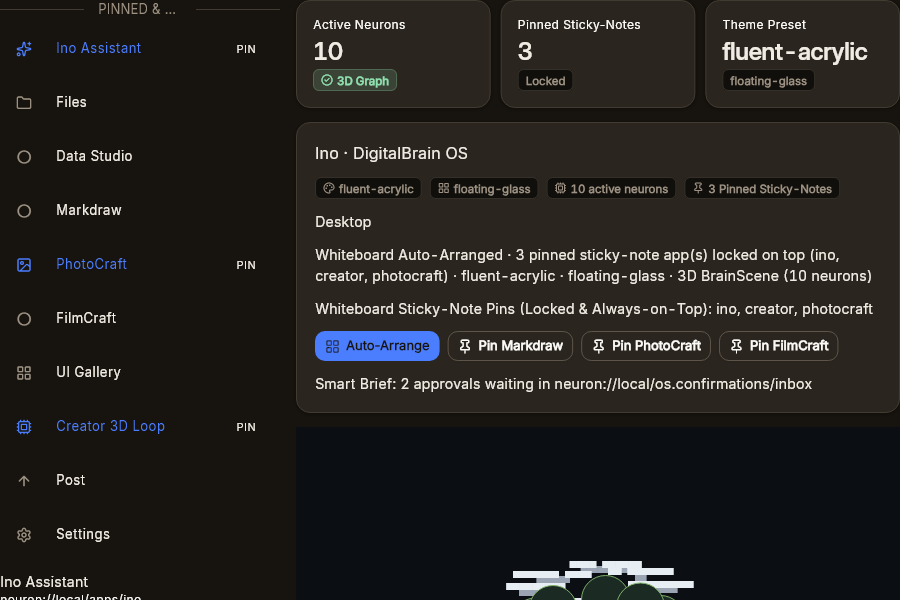 PINNED & ...
Ino Assistant PIN
Files
Data Studio
Markdraw
PhotoCraft PIN
FilmCraft
UI Gallery
Creator 3D Loop PIN
Post
Settings
Ino Assistant
neuron://local/apps/ino
Active Neurons
10
3D Graph
Pinned Sticky-Notes
3
Locked
Theme Preset
fluent-acrylic
floating-glass
Ino · DigitalBrain OS
fluent-acrylic floating-glass 10 active neurons 3 Pinned Sticky-Notes
Desktop
Whiteboard Auto-Arranged · 3 pinned sticky-note app(s) locked on top (ino,
creator, photocraft) · fluent-acrylic · floating-glass · 3D BrainScene (10 neurons)
Whiteboard Sticky-Note Pins (Locked & Always-on-Top): ino, creator, photocraft
Auto-Arrange Pin Markdraw Pin PhotoCraft Pin FilmCraft
Smart Brief: 2 approvals waiting in neuron://local/os.confirmations/inbox